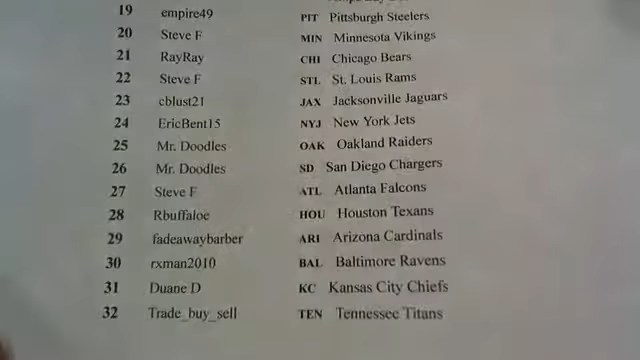 19 empire49 PIT Pittsburgh Steelers
20 Steve F MIN Minnesota Vikings
21 RayRay CHI Chicago Bears
22 Steve F STL St. Louis Rams
23 cblust21 JAX Jacksonville Jaguars
24 EricBent15 NYJ New York Jets
25 Mr. Doodles OAK Oakland Raiders
26 Mr. Doodles SD San Diego Chargers
27 Steve F ATL Atlanta Falcons
28 Rbuffaloe HOU Houston Texans
29 fadeawaybarber ARI Arizona Cardinals
30 rxman2010 BAL Baltimore Ravens
31 Duane D KC Kansas City Chiefs
32 Trade_buy_sell TEN Tennessee Titans